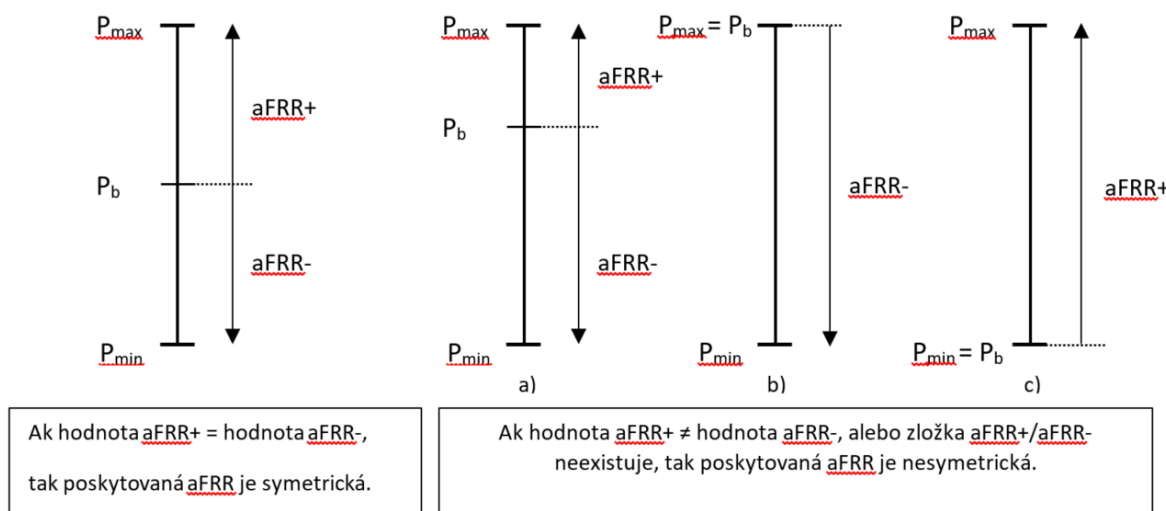 Pmax
aFRR+
Pb
aFRR-
Pmin
Pmax
aFRR+
Pb
aFRR-
Pmin
a)
Pmax = Pb
aFRR-
Pmin
b)
Pmax
aFRR+
Pmin = Pb
c)
Ak hodnota aFRR+ = hodnota aFRR-,
tak poskytovaná aFRR je symetrická.
Ak hodnota aFRR+ ≠ hodnota aFRR-, alebo zložka aFRR+/aFRR-
neexistuje, tak poskytovaná aFRR je nesymetrická.